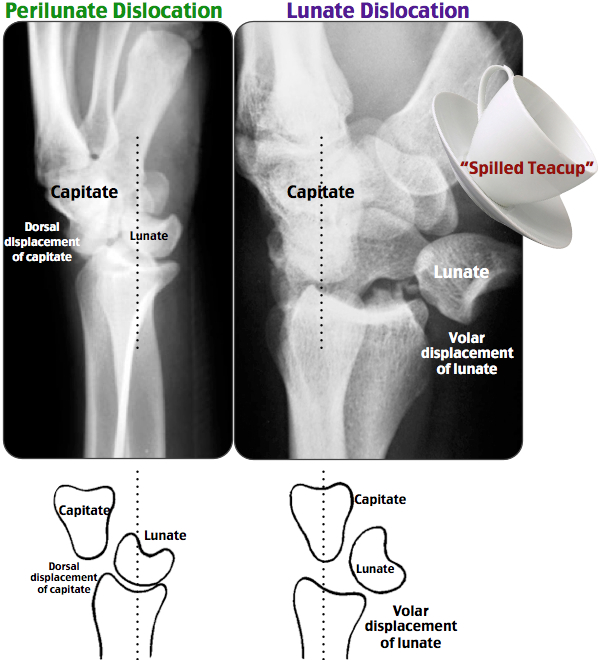 Perilunate Dislocation
Lunate Dislocation
Capitate
Dorsal
displacement
of capitate
Lunate
Capitate
Lunate
Volar
displacement
of lunate
“Spilled Teacup”
Capitate
Lunate
Dorsal
displacement
of capitate
Capitate
Lunate
Volar
displacement
of lunate